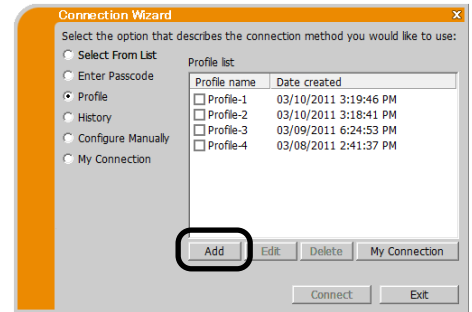 Connection Wizard x
Select the option that describes the connection method you would like to use:
Select From List
Enter Passcode
Profile
History
Configure Manually
My Connection
Profile list
Profile name Date created
Profile-1 03/10/2011 3:19:46 PM
Profile-2 03/10/2011 3:18:41 PM
Profile-3 03/09/2011 6:24:53 PM
Profile-4 03/08/2011 2:41:37 PM
Add Edit Delete My Connection
Connect Exit